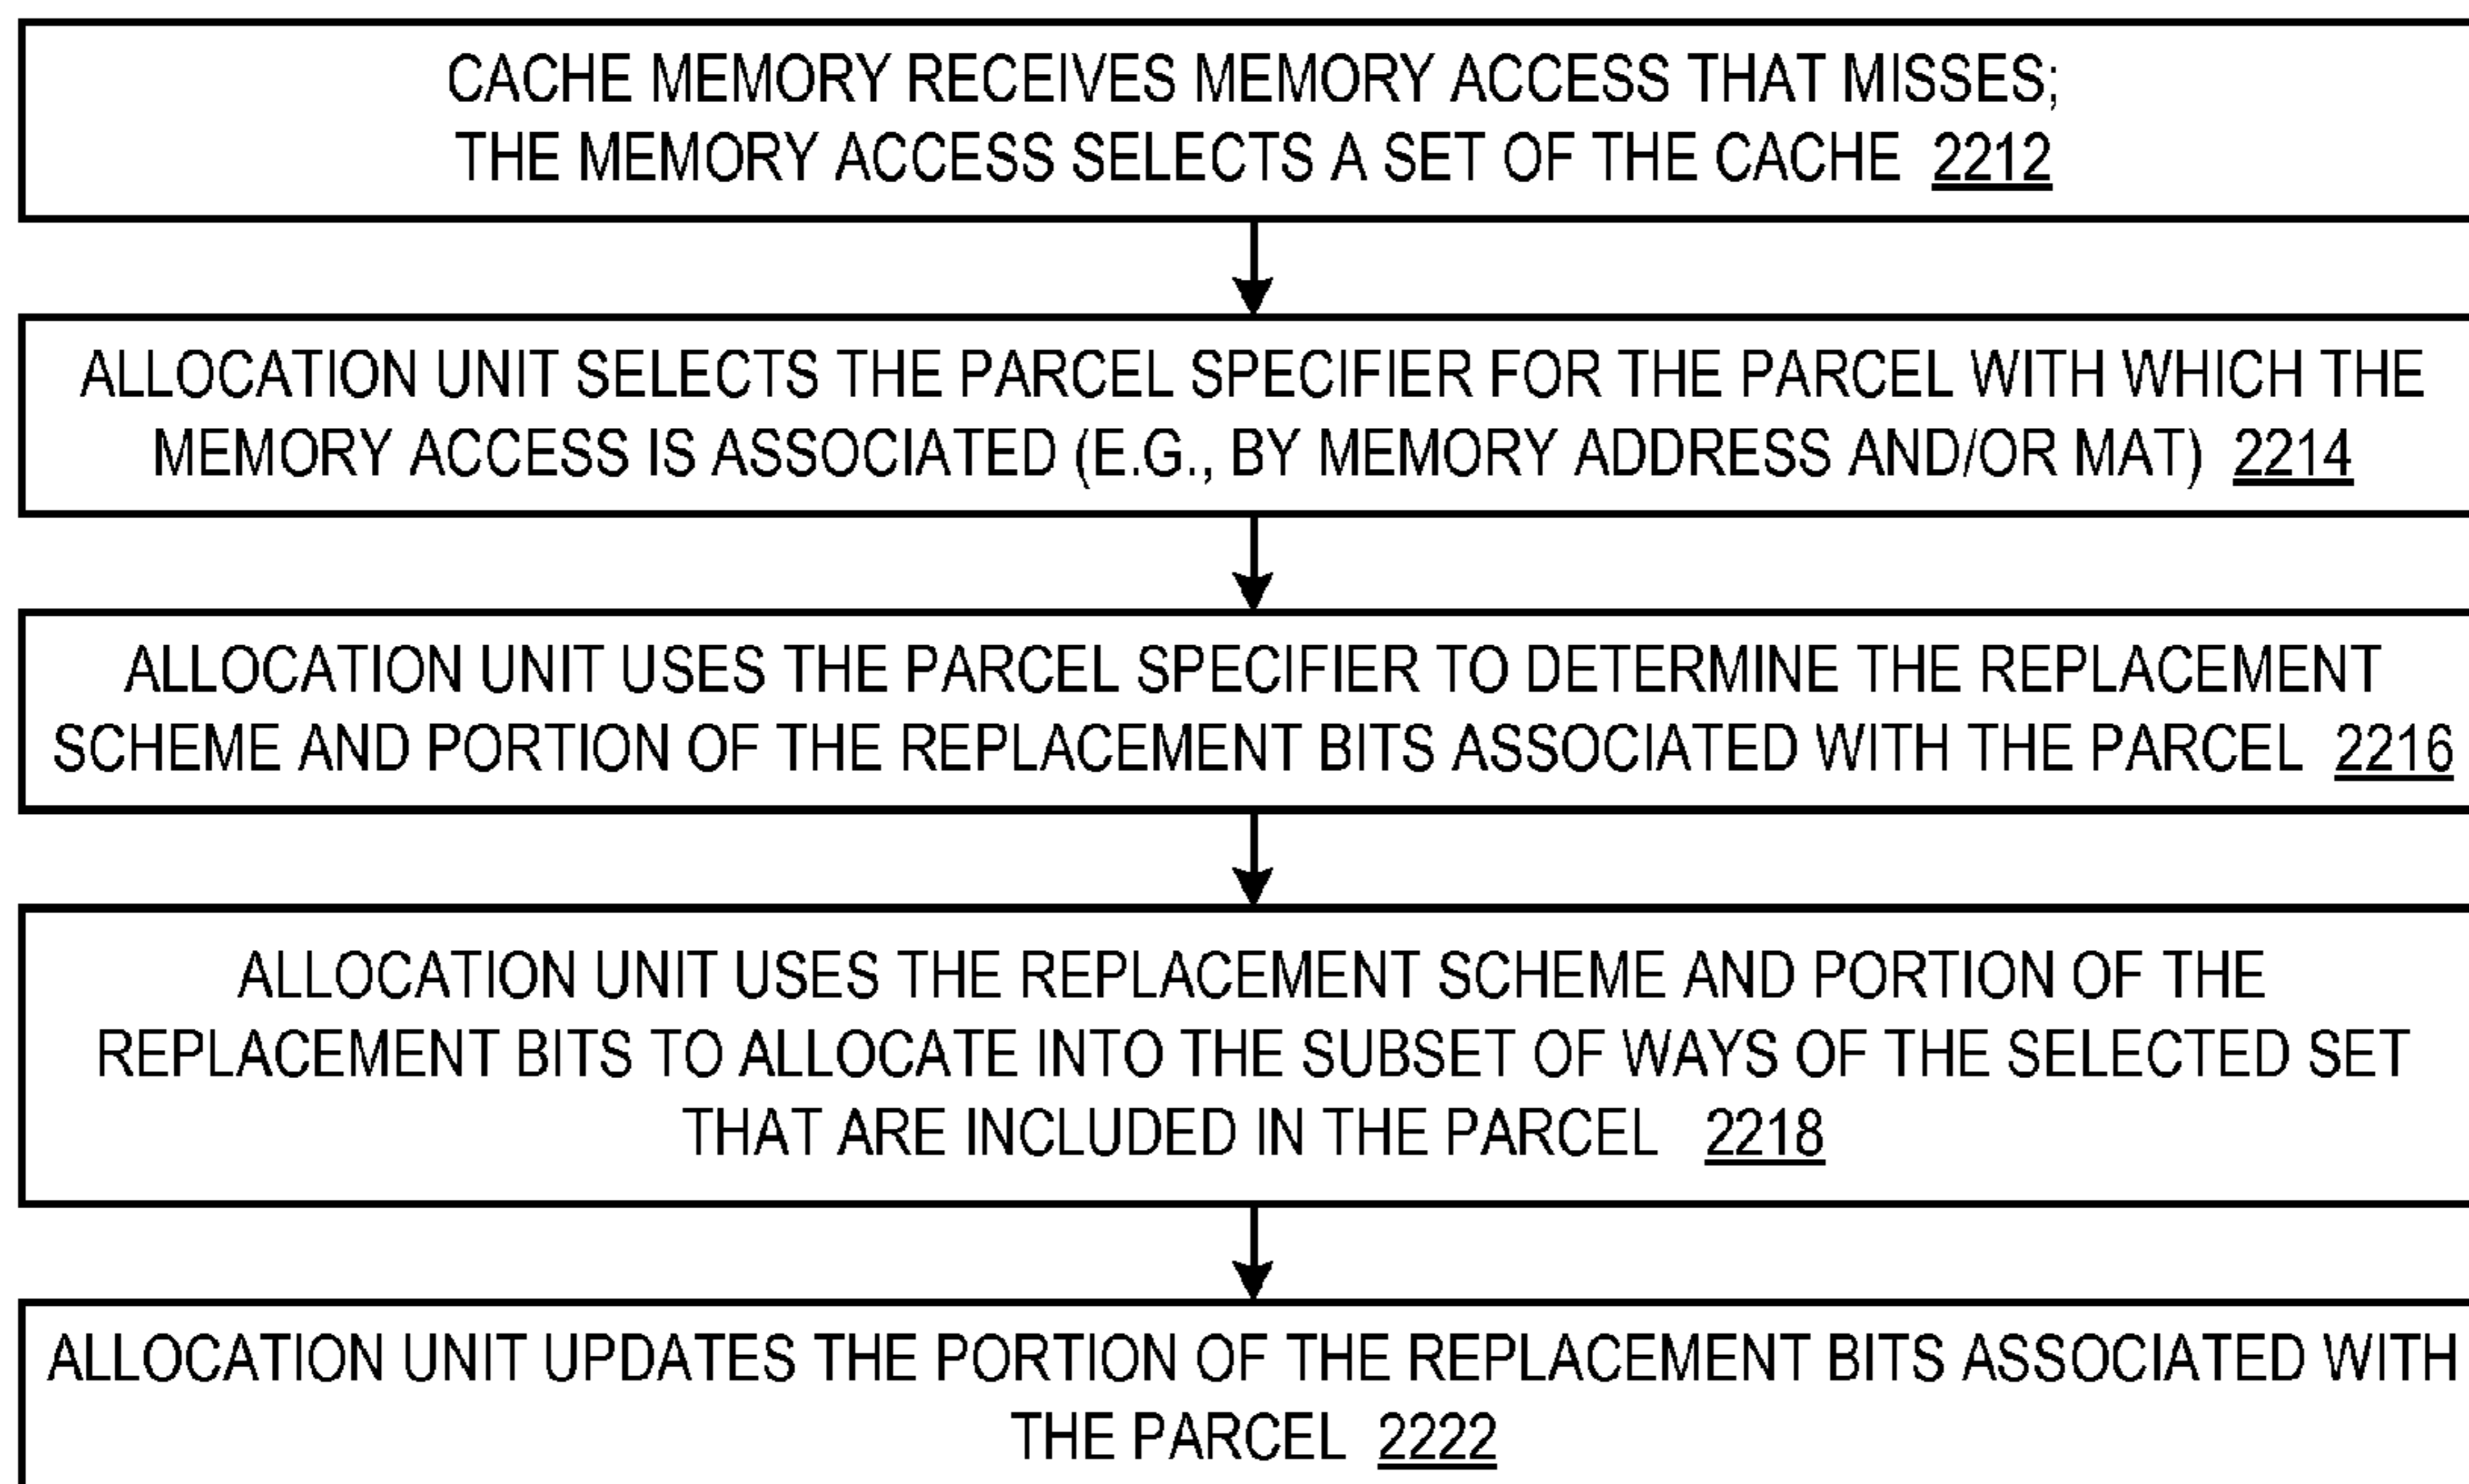 CACHE MEMORY RECEIVES MEMORY ACCESS THAT MISSES;
THE MEMORY ACCESS SELECTS A SET OF THE CACHE 2212
ALLOCATION UNIT SELECTS THE PARCEL SPECIFIER FOR THE PARCEL WITH WHICH THE
MEMORY ACCESS IS ASSOCIATED (E.G., BY MEMORY ADDRESS AND/OR MAT) 2214
ALLOCATION UNIT USES THE PARCEL SPECIFIER TO DETERMINE THE REPLACEMENT
SCHEME AND PORTION OF THE REPLACEMENT BITS ASSOCIATED WITH THE PARCEL 2216
ALLOCATION UNIT USES THE REPLACEMENT SCHEME AND PORTION OF THE
REPLACEMENT BITS TO ALLOCATE INTO THE SUBSET OF WAYS OF THE SELECTED SET
THAT ARE INCLUDED IN THE PARCEL 2218
ALLOCATION UNIT UPDATES THE PORTION OF THE REPLACEMENT BITS ASSOCIATED WITH
THE PARCEL 2222